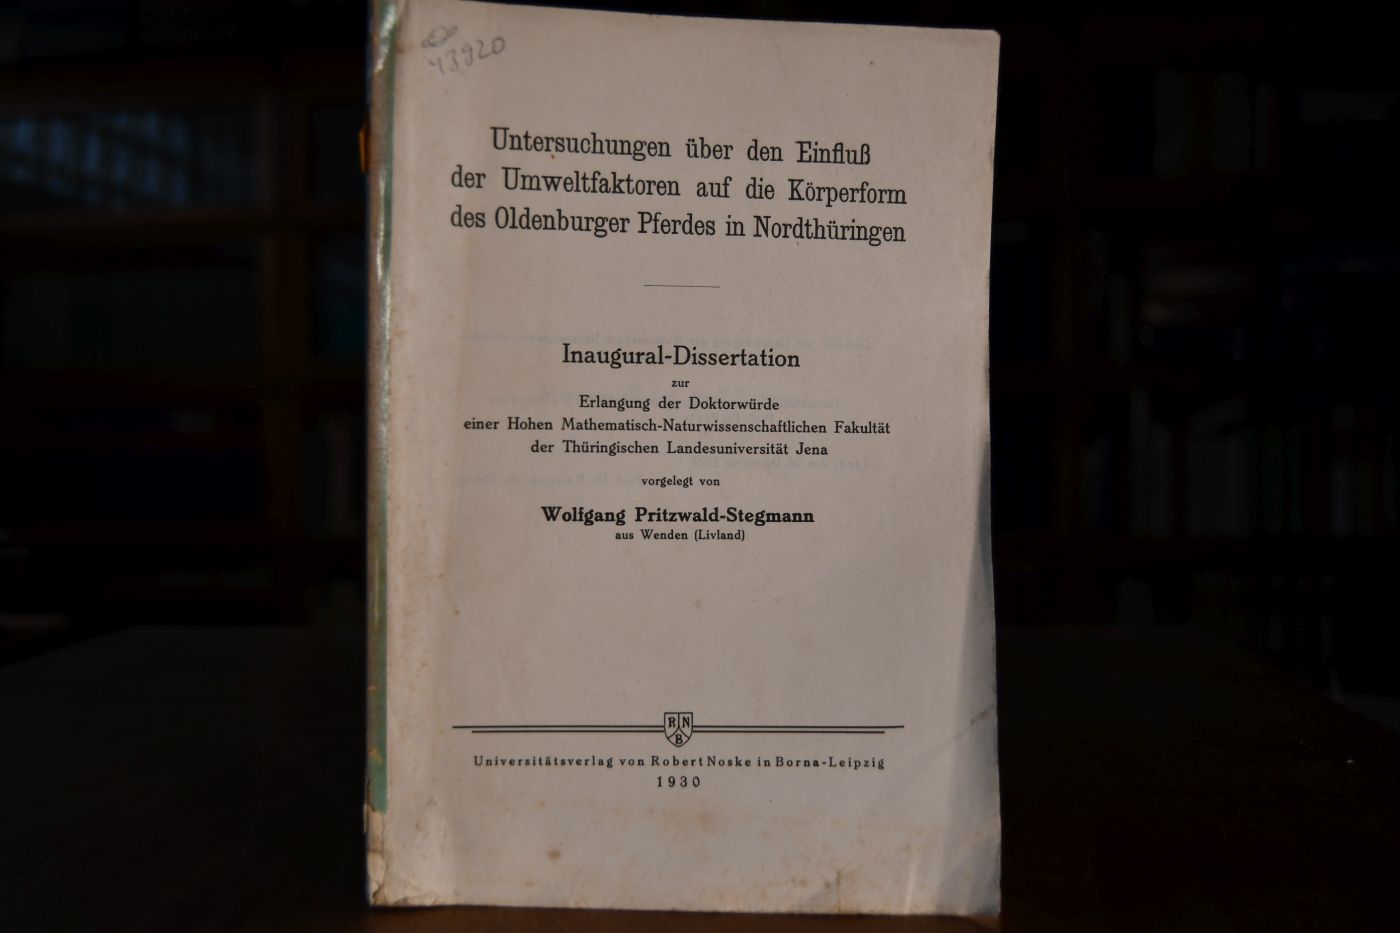 43920
Untersuchungen über den Einfluß
der Umweltfaktoren auf die Körperform
des Oldenburger Pferdes in Nordthüringen
Inaugural-Dissertation
zur
Erlangung der Doktorwürde
einer Hohen Mathematisch-Naturwissenschaftlichen Fakultät
der Thüringischen Landesuniversität Jena
vorgelegt von
Wolfgang Pritzwald-Stegmann
aus Wenden (Livland)
R N
B
Universitätsverlag von Robert Noske in Borna-Leipzig
1930